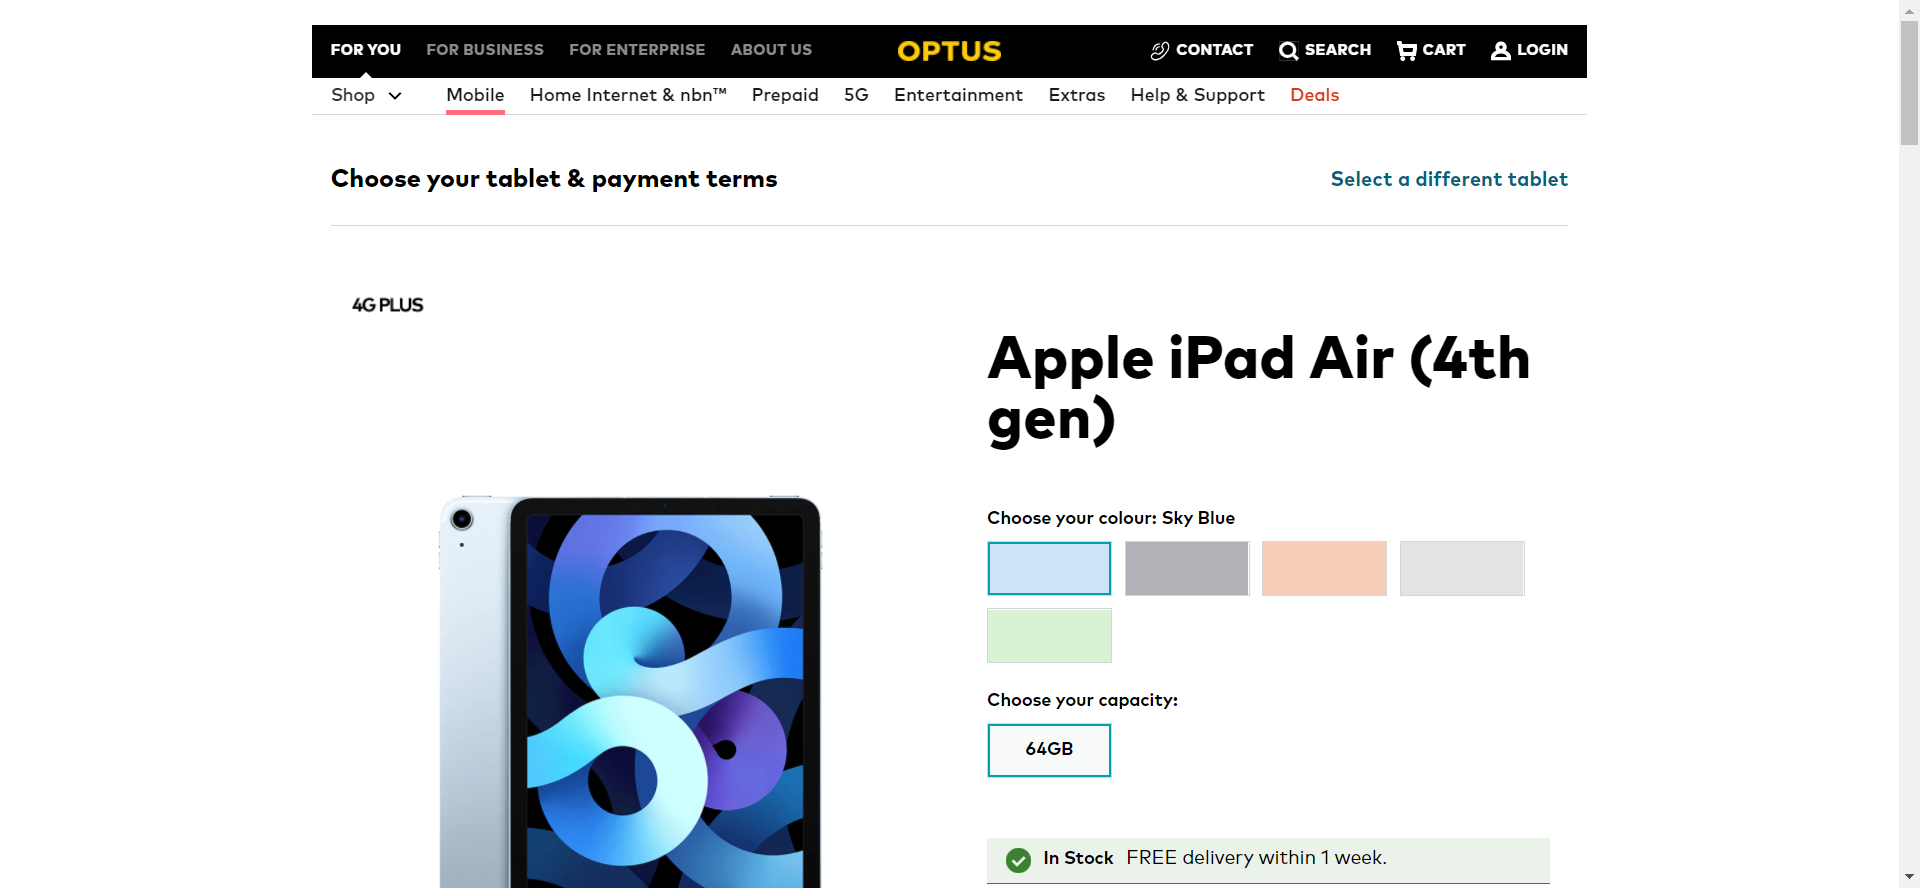 FOR YOU FOR BUSINESS FOR ENTERPRISE ABOUT US OPTUS CONTACT SEARCH CART LOGIN
Shop Mobile Home Internet & nbn™ Prepaid 5G Entertainment Extras Help & Support Deals
Choose your tablet & payment terms Select a different tablet
4G PLUS
Apple iPad Air (4th
gen)
Choose your colour: Sky Blue
Choose your capacity:
64GB
In Stock FREE delivery within 1 week.